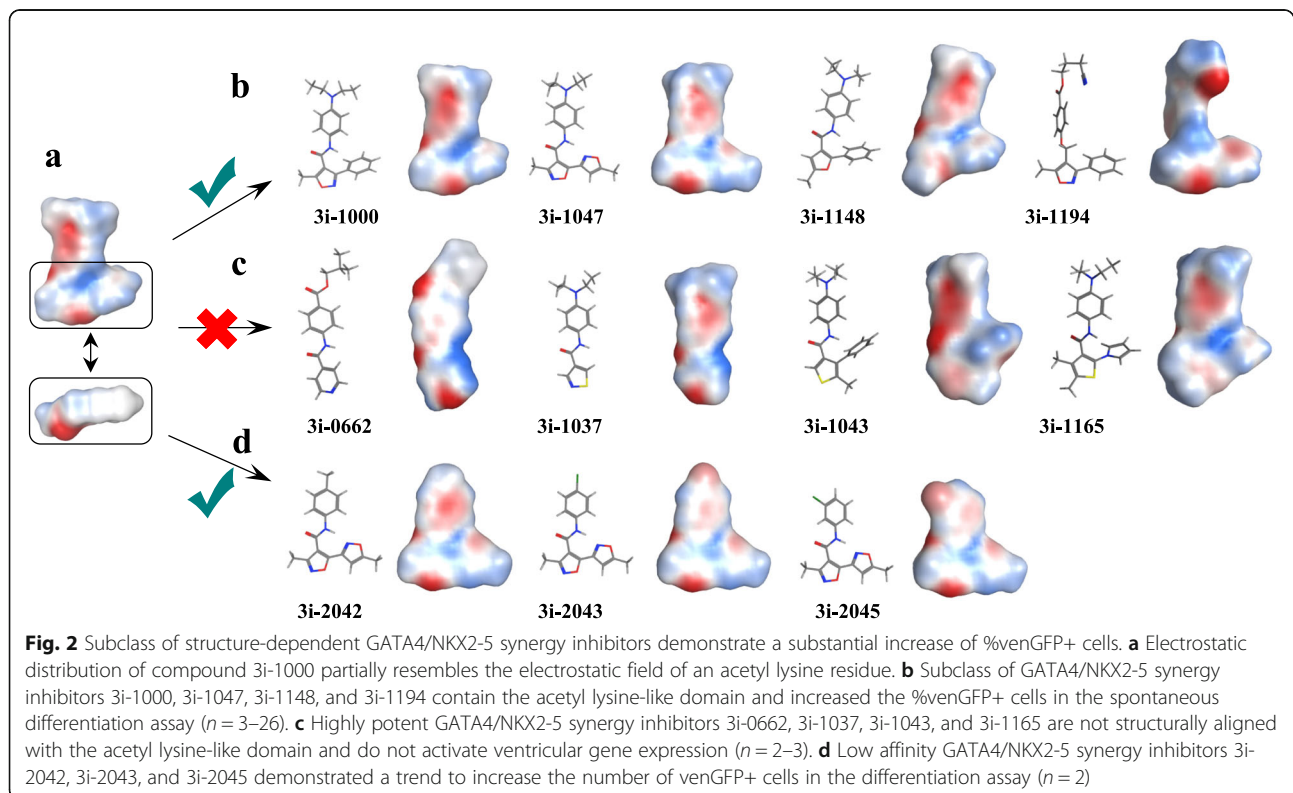 b
a
3i-1000 3i-1047 3i-1148 3i-1194
c
3i-0662 3i-1037 3i-1043 3i-1165
d
3i-2042 3i-2043 3i-2045
Fig. 2 Subclass of structure-dependent GATA4/NKX2-5 synergy inhibitors demonstrate a substantial increase of %venGFP+ cells. a Electrostatic
distribution of compound 3i-1000 partially resembles the electrostatic field of an acetyl lysine residue. b Subclass of GATA4/NKX2-5 synergy
inhibitors 3i-1000, 3i-1047, 3i-1148, and 3i-1194 contain the acetyl lysine-like domain and increased the %venGFP+ cells in the spontaneous
differentiation assay (n = 3–26). c Highly potent GATA4/NKX2-5 synergy inhibitors 3i-0662, 3i-1037, 3i-1043, and 3i-1165 are not structurally aligned
with the acetyl lysine-like domain and do not activate ventricular gene expression (n = 2–3). d Low affinity GATA4/NKX2-5 synergy inhibitors 3i-
2042, 3i-2043, and 3i-2045 demonstrated a trend to increase the number of venGFP+ cells in the differentiation assay (n = 2)